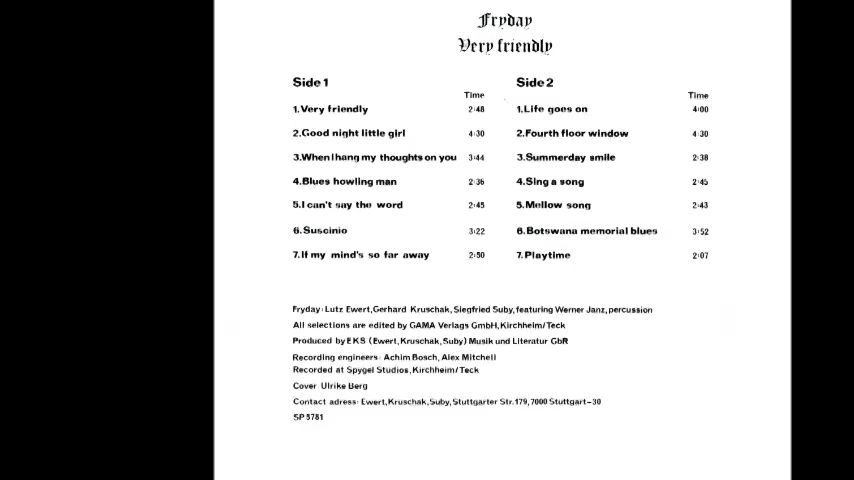 Fryday
Very friendly
Side 1
Time
1.Very friendly 2:48
2.Good night little girl 4:30
3.When I hang my thoughts on you 3:44
4.Blues howling man 2:36
5.I can't say the word 2:45
6.Suscinio 3:22
7.If my mind's so far away 2:50
Side 2
Time
1.Life goes on 4:00
2.Fourth floor window 4:30
3.Summerday smile 2:38
4.Sing a song 2:45
5.Mellow song 2:43
6.Botswana memorial blues 3:52
7.Playtime 2:07
Fryday: Lutz Ewert, Gerhard Kruschak, Siegfried Suby, featuring Werner Janz, percussion
All selections are edited by GAMA Verlags GmbH, Kirchheim/Teck
Produced by EKS (Ewert, Kruschak, Suby) Musik und Literatur GbR
Recording engineers: Achim Bosch, Alex Mitchell
Recorded at Spygel Studios, Kirchheim/Teck
Cover Ulrike Berg
Contact adress: Ewert, Kruschak, Suby, Stuttgarter Str. 179, 7000 Stuttgart-30
SP 5781